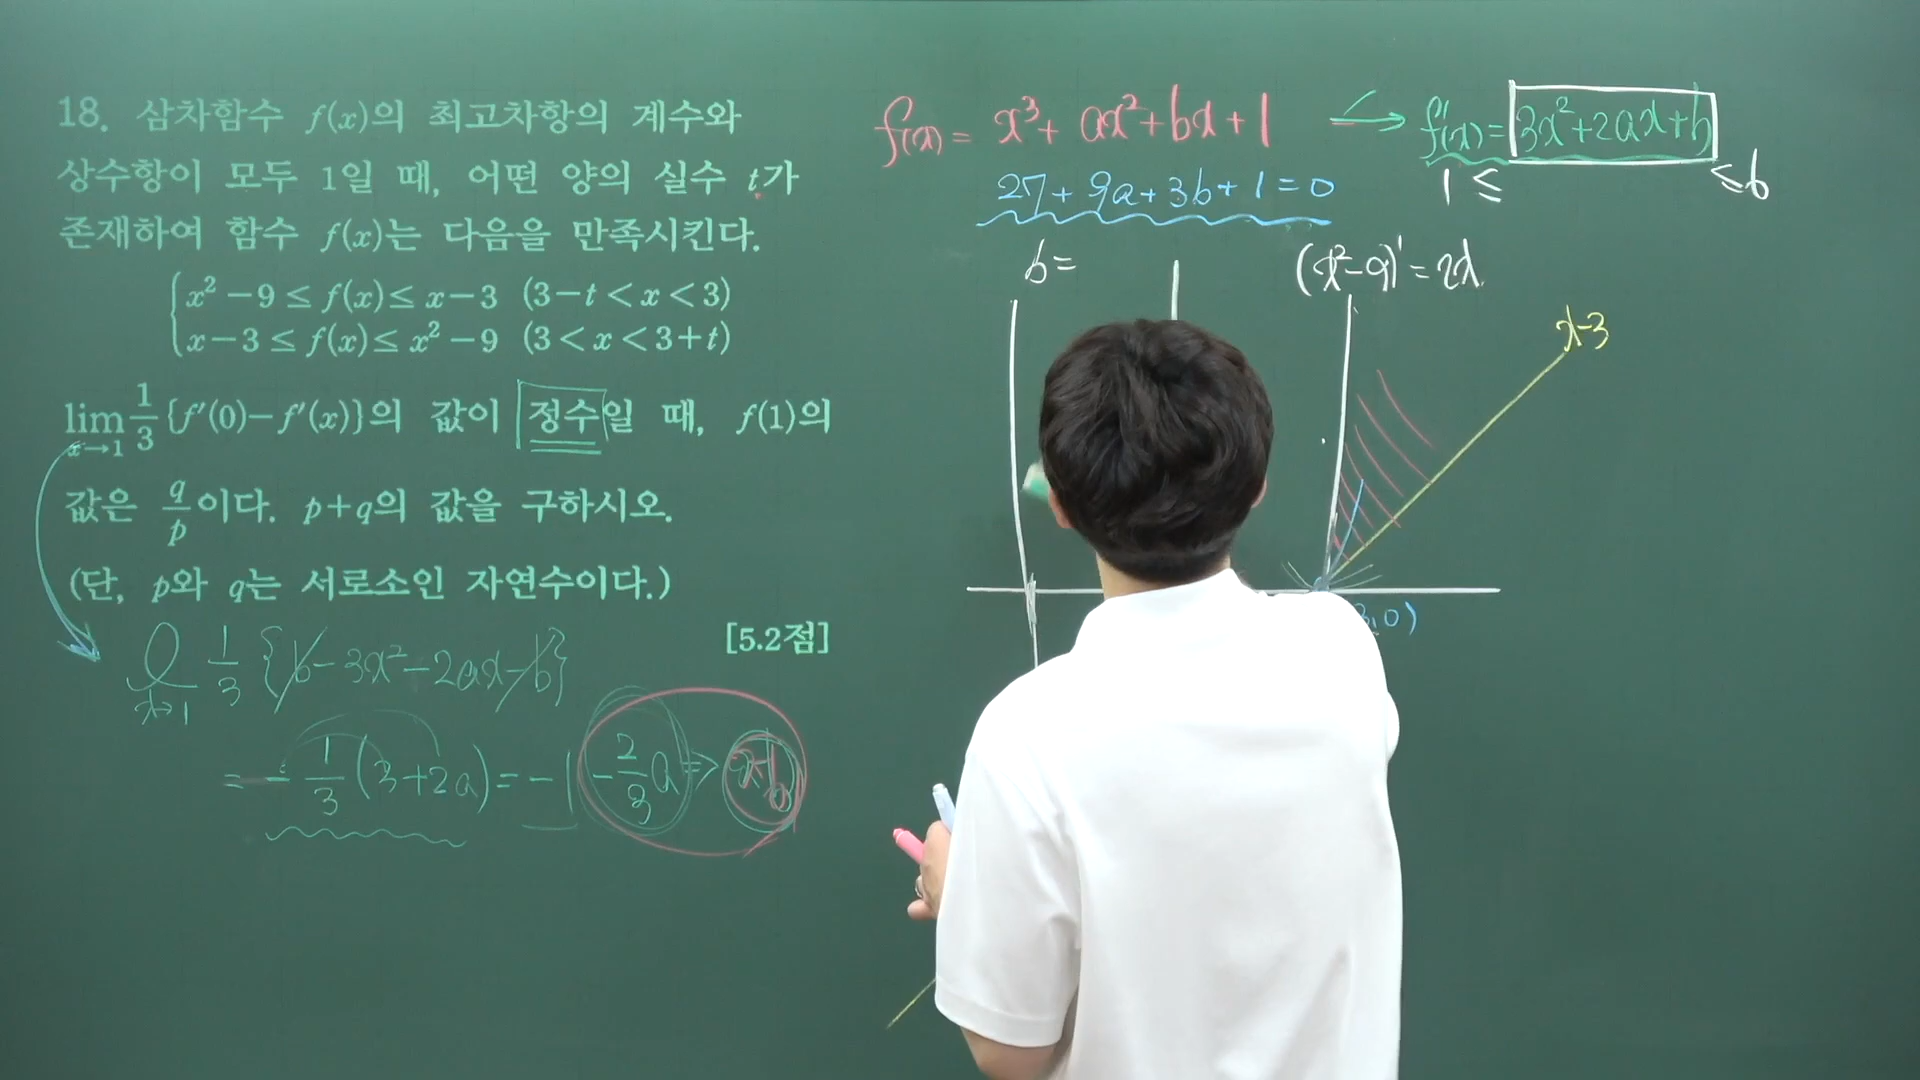 18. 삼차함수 f(x)의 최고차항의 계수와
상수항이 모두 1일 때, 어떤 양의 실수 t가
존재하여 함수 f(x)는 다음을 만족시킨다.
x² − 9 ≤ f(x) ≤ x − 3 (3 − t < x < 3)
x − 3 ≤ f(x) ≤ x² − 9 (3 < x < 3 + t)
lim x→1 1/3 {f′(0) − f′(x)}의 값이 정수일 때, f(1)의
값은 q/p이다. p+q의 값을 구하시오.
(단, p와 q는 서로소인 자연수이다.)
[5.2점]
x→1 1/3 {b − 3x² − 2ax − b}
= − 1/3 (3 + 2a) = −1 − 2/3 a ⇒
f(x) = x³ + ax² + bx + 1 → f′(x) = 3x² + 2ax + b
1 ≤ ≤ 6
27 + 9a + 3b + 1 = 0
b =
(x² − 9)′ = 2x
x−3
3,0)